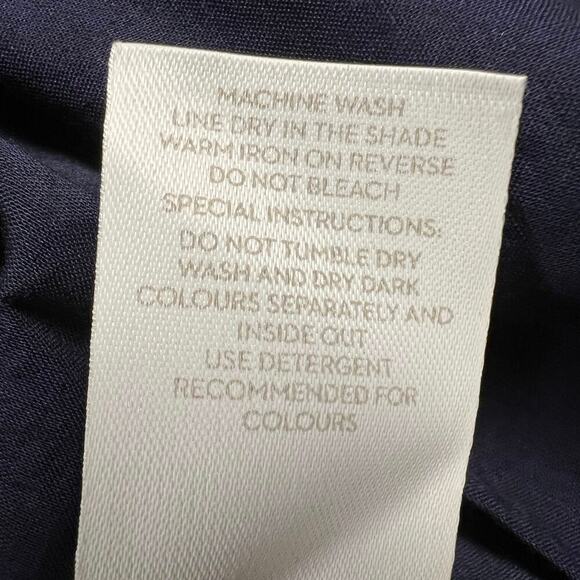 MACHINE WASH
LINE DRY IN THE SHADE
WARM IRON ON REVERSE
DO NOT BLEACH
SPECIAL INSTRUCTIONS:
DO NOT TUMBLE DRY
WASH AND DRY DARK
COLOURS SEPARATELY AND
INSIDE OUT
USE DETERGENT
RECOMMENDED FOR
COLOURS